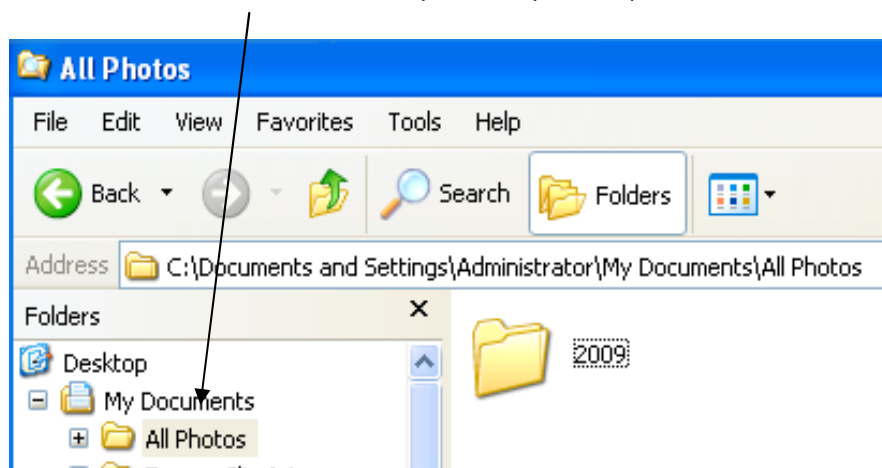 All Photos
File Edit View Favorites Tools Help
Back Search Folders
Address C:\Documents and Settings\Administrator\My Documents\All Photos
Folders
2009
Desktop
My Documents
All Photos